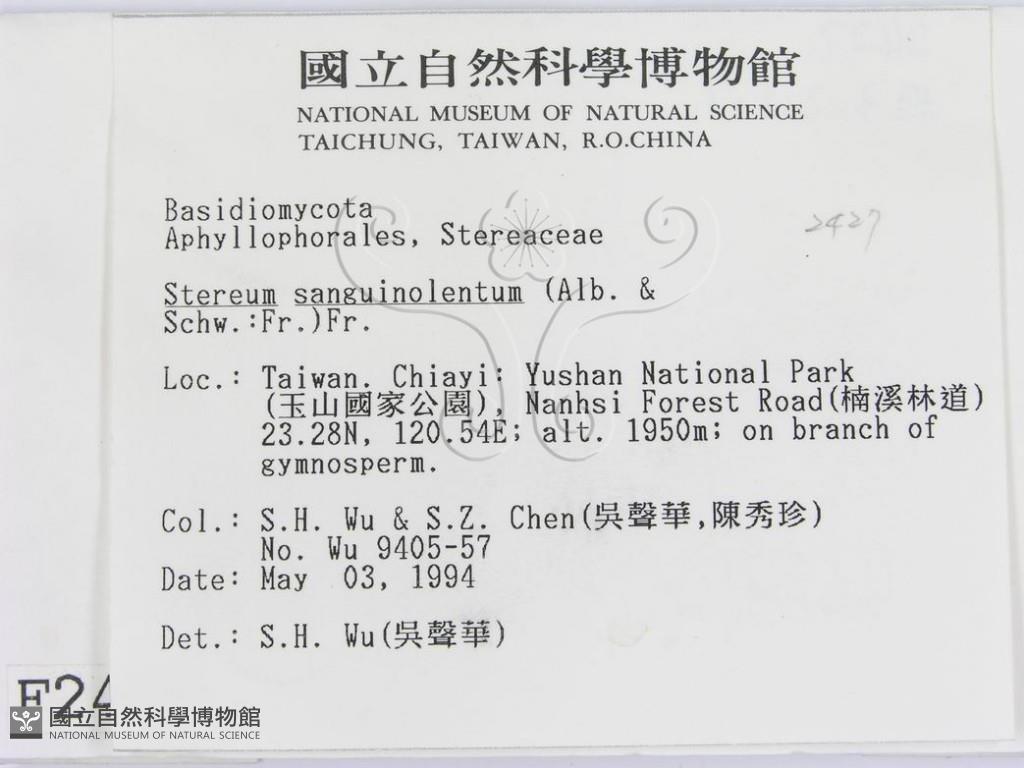 國立自然科學博物館
NATIONAL MUSEUM OF NATURAL SCIENCE
TAICHUNG, TAIWAN, R.O.CHINA
Basidiomycota
Aphyllophorales, Stereaceae
2427
Stereum sanguinolentum (Alb. &
Schw.:Fr.)Fr.
Loc.: Taiwan. Chiayi: Yushan National Park
(玉山國家公園), Nanhsi Forest Road(楠溪林道)
23.28N, 120.54E; alt. 1950m; on branch of
gymnosperm.
Col.: S.H. Wu & S.Z. Chen(吳聲華,陳秀珍)
No. Wu 9405-57
Date: May 03, 1994
Det.: S.H. Wu(吳聲華)
F24
國立自然科學博物館
NATIONAL MUSEUM OF NATURAL SCIENCE